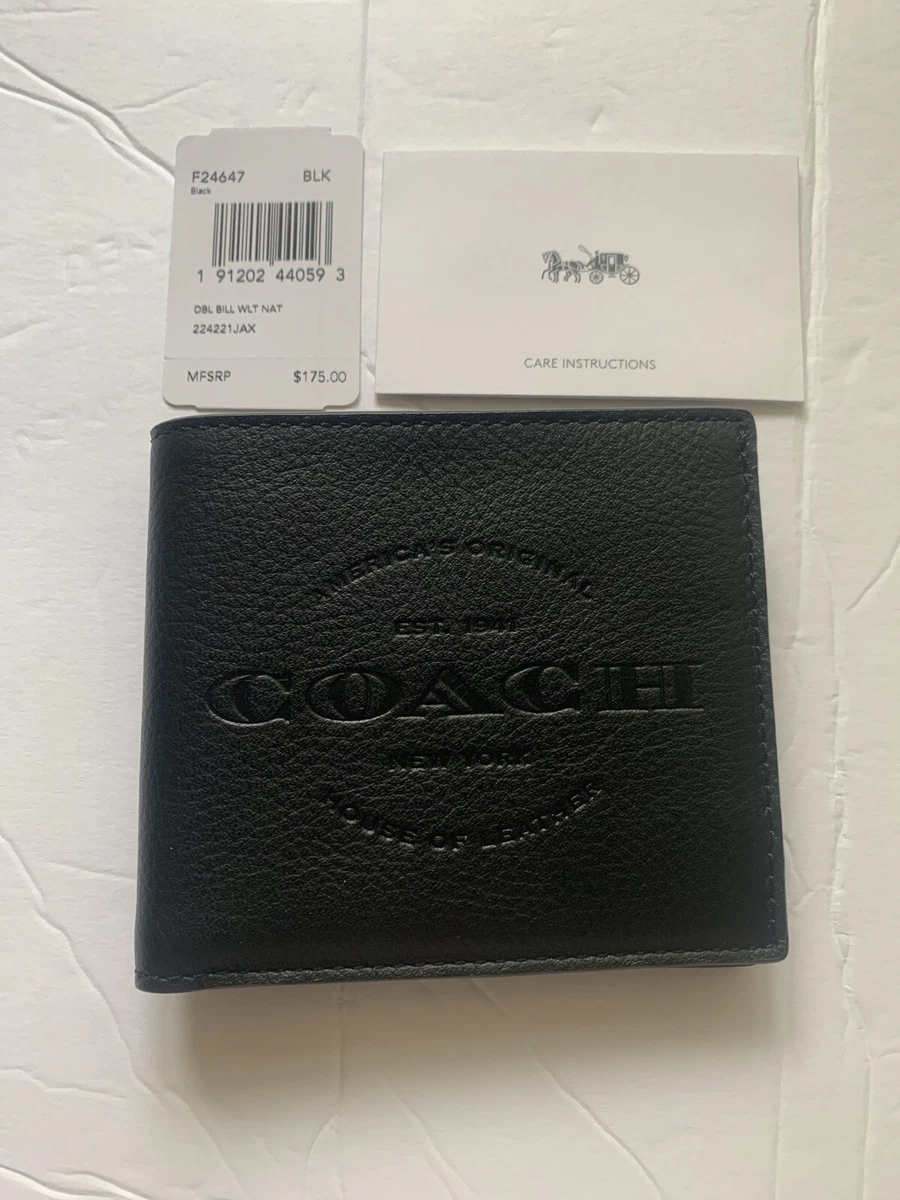 F24647 BLK
Black
1 91202 44059 3
DBL BILL WLT NAT
224221JAX
MFSRP $175.00
CARE INSTRUCTIONS
AMERICA'S ORIGINAL
EST. 1941
COACH
NEW YORK
HOUSE OF LEATHER